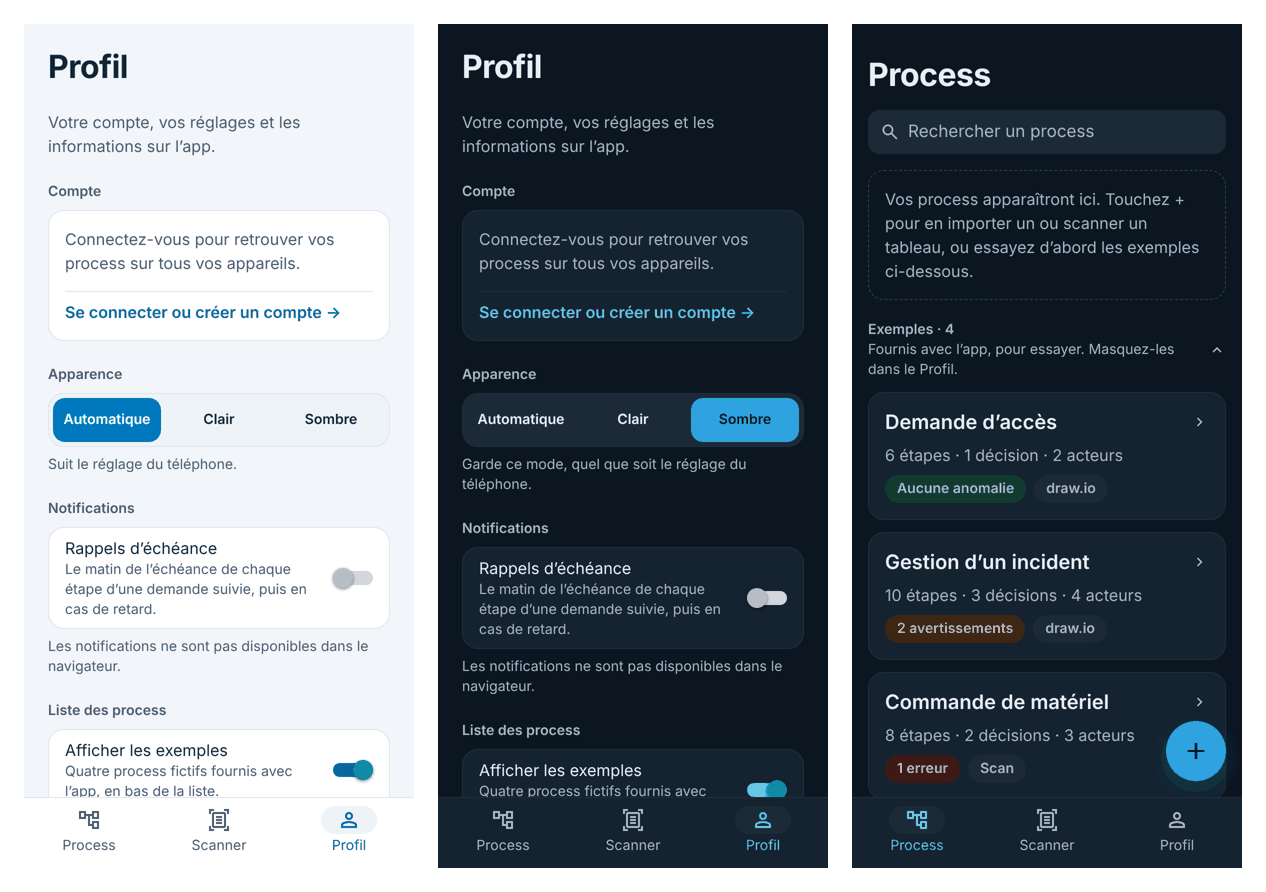 Profil
Votre compte, vos réglages et les
informations sur l’app.
Compte
Connectez-vous pour retrouver vos
process sur tous vos appareils.
Se connecter ou créer un compte →
Apparence
Automatique
Clair
Sombre
Suit le réglage du téléphone.
Notifications
Rappels d’échéance
Le matin de l’échéance de chaque
étape d’une demande suivie, puis en
cas de retard.
Les notifications ne sont pas disponibles dans le
navigateur.
Liste des process
Afficher les exemples
Quatre process fictifs fournis avec
l’app, en bas de la liste.
Process
Scanner
Profil
Profil
Votre compte, vos réglages et les
informations sur l’app.
Compte
Connectez-vous pour retrouver vos
process sur tous vos appareils.
Se connecter ou créer un compte →
Apparence
Automatique
Clair
Sombre
Garde ce mode, quel que soit le réglage du
téléphone.
Notifications
Rappels d’échéance
Le matin de l’échéance de chaque
étape d’une demande suivie, puis en
cas de retard.
Les notifications ne sont pas disponibles dans le
navigateur.
Liste des process
Afficher les exemples
Quatre process fictifs fournis avec
Process
Scanner
Profil
Process
Rechercher un process
Vos process apparaîtront ici. Touchez +
pour en importer un ou scanner un
tableau, ou essayez d’abord les exemples
ci-dessous.
Exemples · 4
Fournis avec l’app, pour essayer. Masquez-les
dans le Profil.
Demande d’accès
6 étapes · 1 décision · 2 acteurs
Aucune anomalie
draw.io
Gestion d’un incident
10 étapes · 3 décisions · 4 acteurs
2 avertissements
draw.io
Commande de matériel
8 étapes · 2 décisions · 3 acteurs
1 erreur
Scan
+
Process
Scanner
Profil